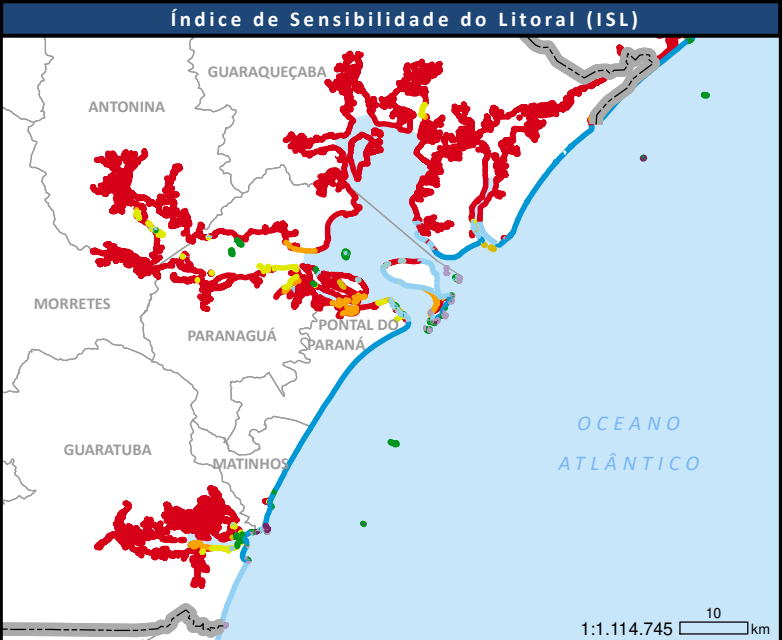 Índice de Sensibilidade do Litoral (ISL)
GUARAQUEÇABA
ANTONINA
MORRETES
PARANAGUÁ
PONTAL DO
PARANÁ
GUARATUBA
MATINHOS
OCEANO
ATLÂNTICO
10
1:1.114.745 km